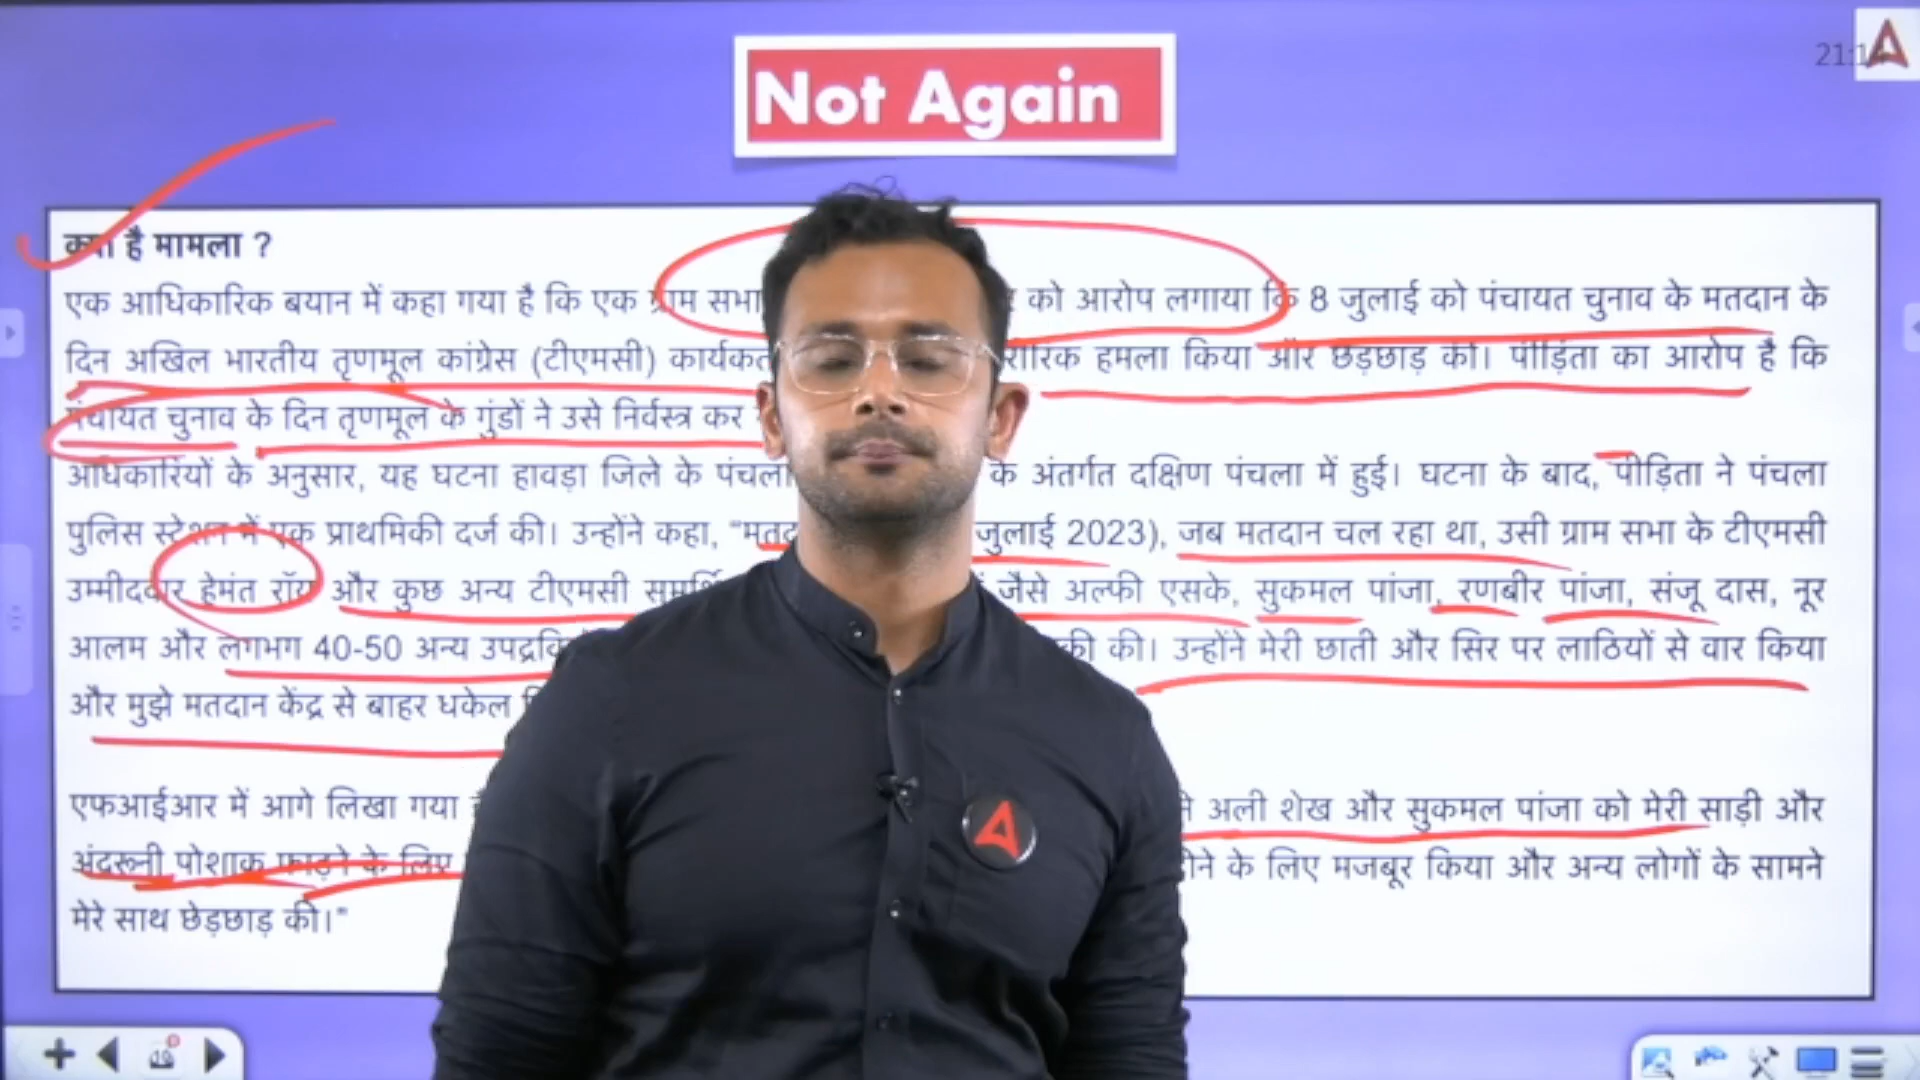 21:1
Not Again
क्या है मामला ?
एक आधिकारिक बयान में कहा गया है कि एक ग्राम सभा को आरोप लगाया कि 8 जुलाई को पंचायत चुनाव के मतदान के
दिन अखिल भारतीय तृणमूल कांग्रेस (टीएमसी) हमला किया और छेड़छाड़ की। पीड़िता का आरोप है कि
पंचायत चुनाव के दिन तृणमूल के गुंडों ने उसे निर्वस्त्र कर
अधिकारियों के अनुसार, यह घटना हावड़ा जिले के पंचला के अंतर्गत दक्षिण पंचला में हुई। घटना के बाद, पीड़िता ने पंचला
पुलिस स्टेशन में एक प्राथमिकी दर्ज की। उन्होंने कहा, "मतद जुलाई 2023), जब मतदान चल रहा था, उसी ग्राम सभा के टीएमसी
उम्मीदवार हेमंत रॉय और कुछ अन्य टीएमसी जैसे अल्फी एसके, सुकमल पांजा, रणबीर पांजा, संजू दास, नूर
आलम और लगभग 40-50 अन्य की की। उन्होंने मेरी छाती और सिर पर लाठियों से वार किया
और मुझे मतदान केंद्र से बाहर धकेल
एफआईआर में आगे लिखा गया अली शेख और सुकमल पांजा को मेरी साड़ी और
अंदरूनी पोशाक फाड़ने के लिए के लिए मजबूर किया और अन्य लोगों के सामने
मेरे साथ छेड़छाड़ की।"